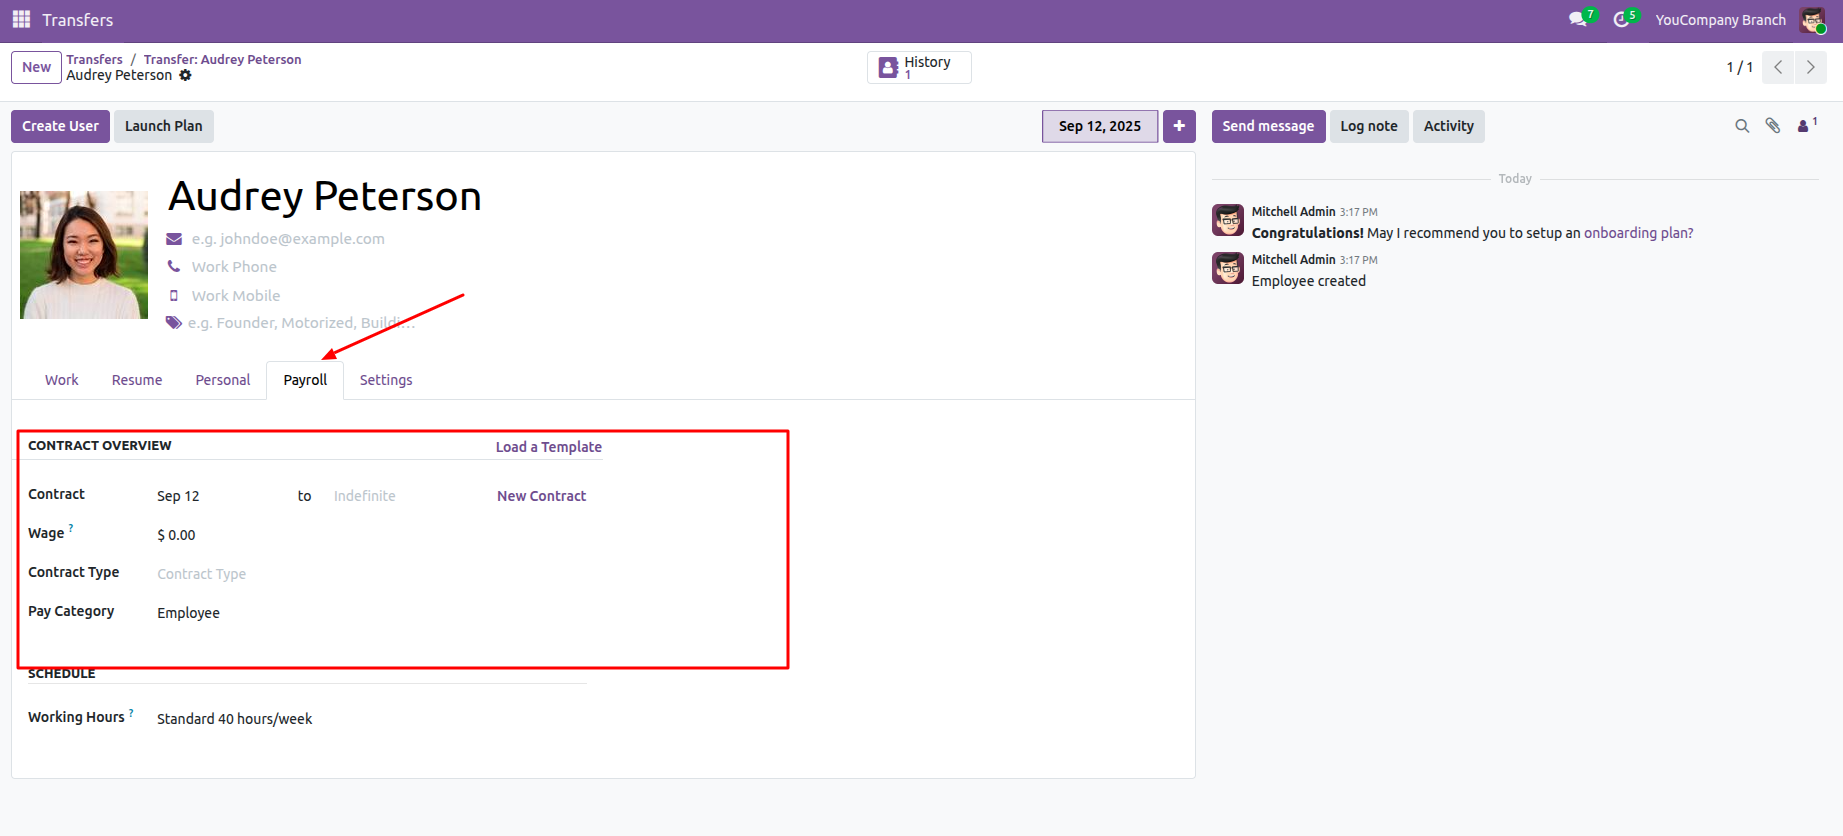 Transfers
7
5
YouCompany Branch
New
Transfers / Transfer: Audrey Peterson
Audrey Peterson
History
1
1 / 1
Create User
Launch Plan
Sep 12, 2025
+
Send message
Log note
Activity
1
Audrey Peterson
e.g. johndoe@example.com
Work Phone
Work Mobile
e.g. Founder, Motorized, Buildi...
Work
Resume
Personal
Payroll
Settings
CONTRACT OVERVIEW
Load a Template
Contract
Sep 12
to
Indefinite
New Contract
Wage ?
$ 0.00
Contract Type
Contract Type
Pay Category
Employee
SCHEDULE
Working Hours ?
Standard 40 hours/week
Today
Mitchell Admin 3:17 PM
Congratulations! May I recommend you to setup an onboarding plan?
Mitchell Admin 3:17 PM
Employee created